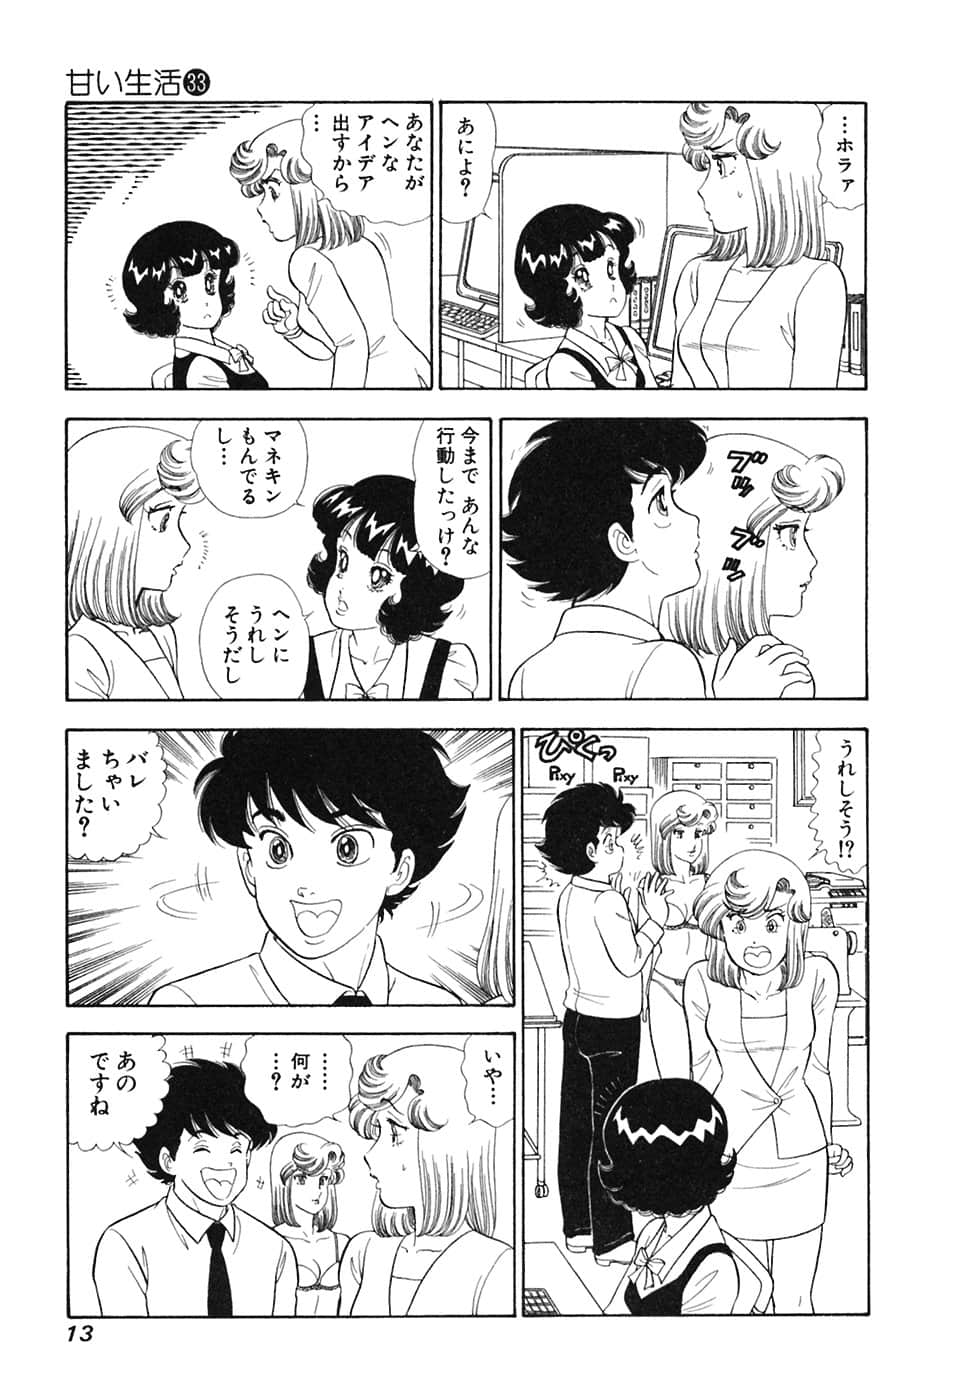 甘い生活㉝
…ホラァ
あによ?
あなたが
ヘンな
アイデア
出すから
…
ブツ
ブツ
今まで あんな
行動したっけ?
マネキン
もんでる
し…
ヘンに
うれし
そうだし
うれしそう!?
ぴくっ
Pixy
Pixy
バレ
ちゃい
ました?
いや…
……
何が
…?
あの
ですね
13